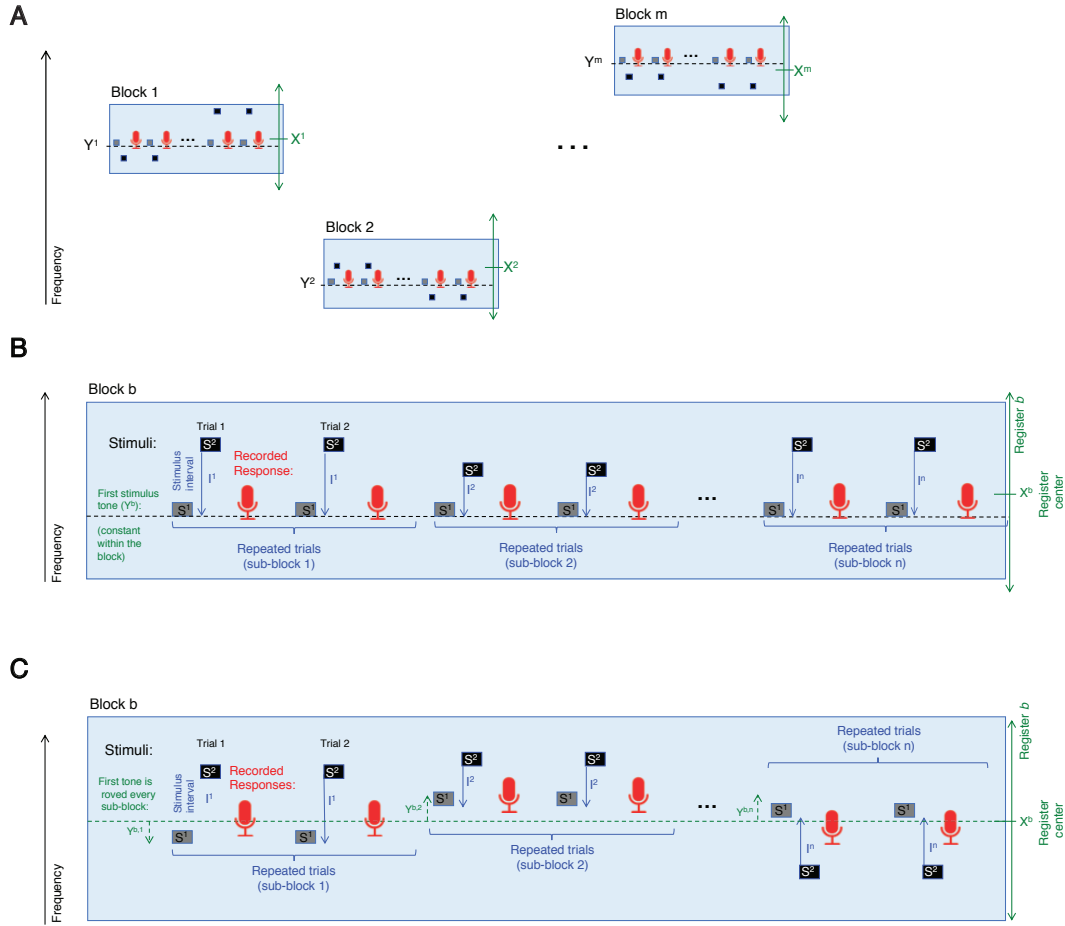 A
Block m
Yᵐ
...
Xᵐ
Block 1
Y¹
...
X¹
...
Block 2
Y²
...
X²
Frequency
B
Block b
Stimuli:
Trial 1
Trial 2
S²
S²
Stimulus
interval
I¹
Recorded
Response:
I¹
S²
S²
I²
I²
S²
S²
Iⁿ
Iⁿ
First stimulus
tone (Yᵇ):
S¹
S¹
S¹
S¹
...
S¹
S¹
(constant
within the
block)
Repeated trials
(sub-block 1)
Repeated trials
(sub-block 2)
Repeated trials
(sub-block n)
Register b
Xᵇ
Register
center
Frequency
C
Block b
Stimuli:
Trial 1
Trial 2
S²
S²
Stimulus
interval
I¹
Recorded
Responses:
I¹
First tone is
roved every
sub-block:
Yᵇ,¹
S¹
S¹
Repeated trials
(sub-block 1)
S²
S²
I²
I²
Yᵇ,²
S¹
S¹
Repeated trials
(sub-block 2)
...
Repeated trials
(sub-block n)
Yᵇ,ⁿ
S¹
S¹
Iⁿ
Iⁿ
S²
S²
Register b
Xᵇ
Register
center
Frequency